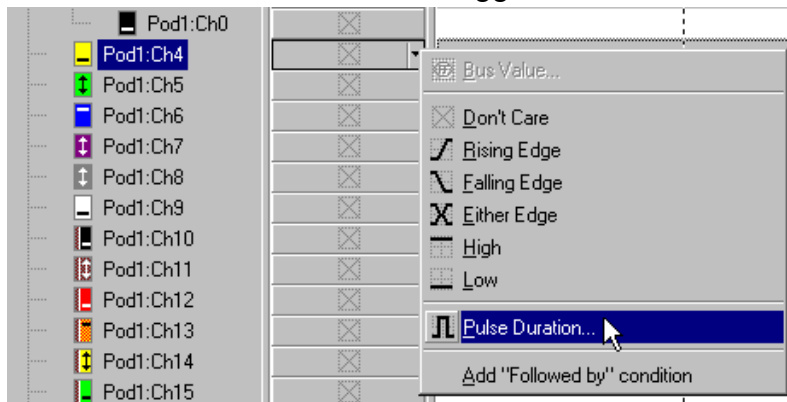 Pod1:Ch0
Pod1:Ch4
Pod1:Ch5
Pod1:Ch6
Pod1:Ch7
Pod1:Ch8
Pod1:Ch9
Pod1:Ch10
Pod1:Ch11
Pod1:Ch12
Pod1:Ch13
Pod1:Ch14
Pod1:Ch15
Bus Value...
Don't Care
Rising Edge
Falling Edge
Either Edge
High
Low
Pulse Duration...
Add "Followed by" condition